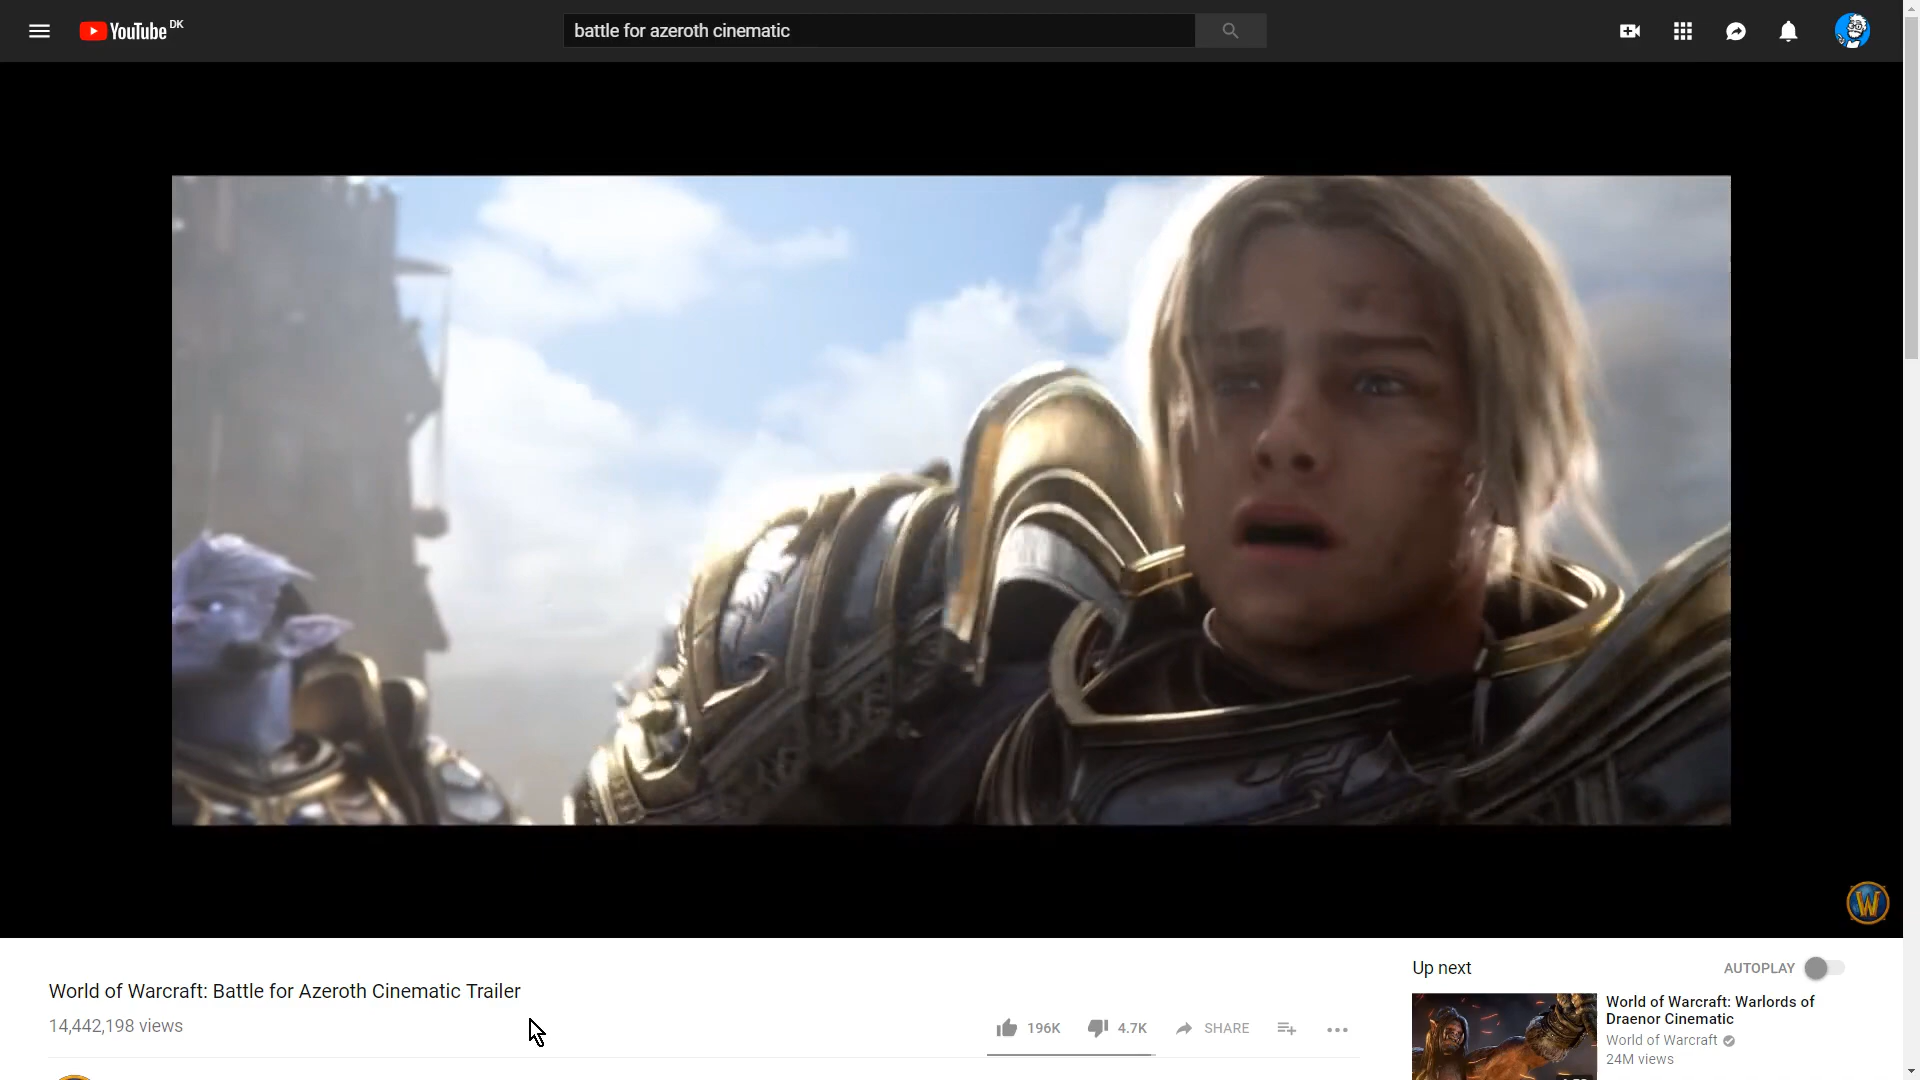 YouTube DK
battle for azeroth cinematic
W
World of Warcraft: Battle for Azeroth Cinematic Trailer
14,442,198 views
196K
4.7K
SHARE
Up next
AUTOPLAY
World of Warcraft: Warlords of
Draenor Cinematic
World of Warcraft
24M views